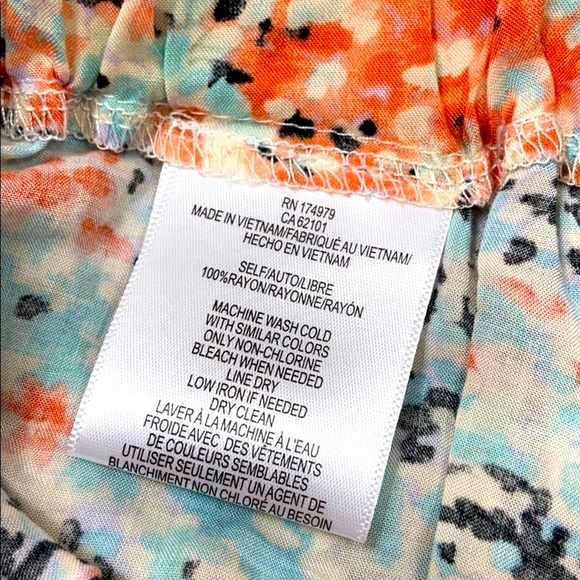 RN 174979
CA 62101
MADE IN VIETNAM/FABRIQUÉ AU VIETNAM/
HECHO EN VIETNAM
SELF/AUTO/LIBRE
100%RAYON/RAYONNE/RAYÓN
MACHINE WASH COLD
WITH SIMILAR COLORS
ONLY NON-CHLORINE
BLEACH WHEN NEEDED
LINE DRY
LOW IRON IF NEEDED
DRY CLEAN
LAVER À LA MACHINE À L'EAU
FROIDE AVEC DES VÊTEMENTS
DE COULEURS SEMBLABLES
UTILISER SEULEMENT UN AGENT DE
BLANCHIMENT NON CHLORÉ AU BESOIN